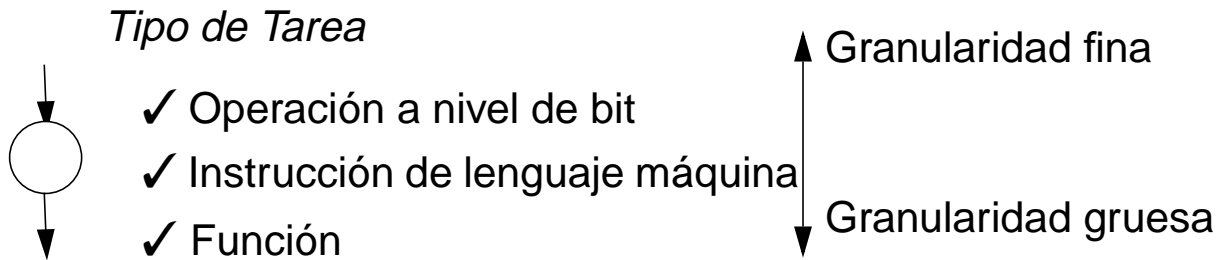 Tipo de Tarea
✓ Operación a nivel de bit
✓ Instrucción de lenguaje máquina
✓ Función
Granularidad fina
Granularidad gruesa